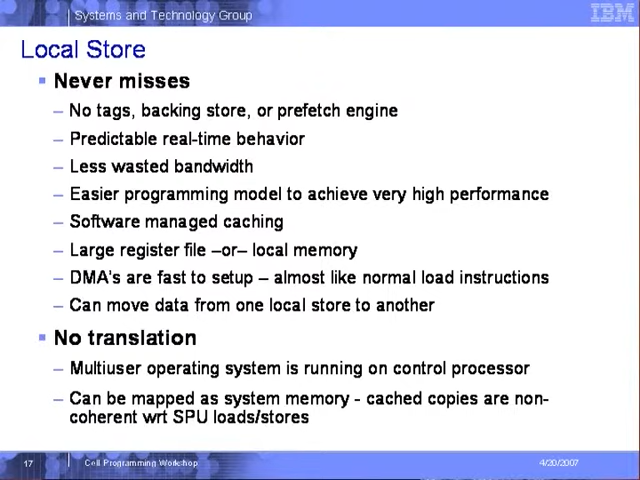 Systems and Technology Group
IBM
Local Store
▪ Never misses
– No tags, backing store, or prefetch engine
– Predictable real-time behavior
– Less wasted bandwidth
– Easier programming model to achieve very high performance
– Software managed caching
– Large register file –or– local memory
– DMA's are fast to setup – almost like normal load instructions
– Can move data from one local store to another
▪ No translation
– Multiuser operating system is running on control processor
– Can be mapped as system memory - cached copies are non-
coherent wrt SPU loads/stores
17
Cell Programming Workshop
4/20/2007